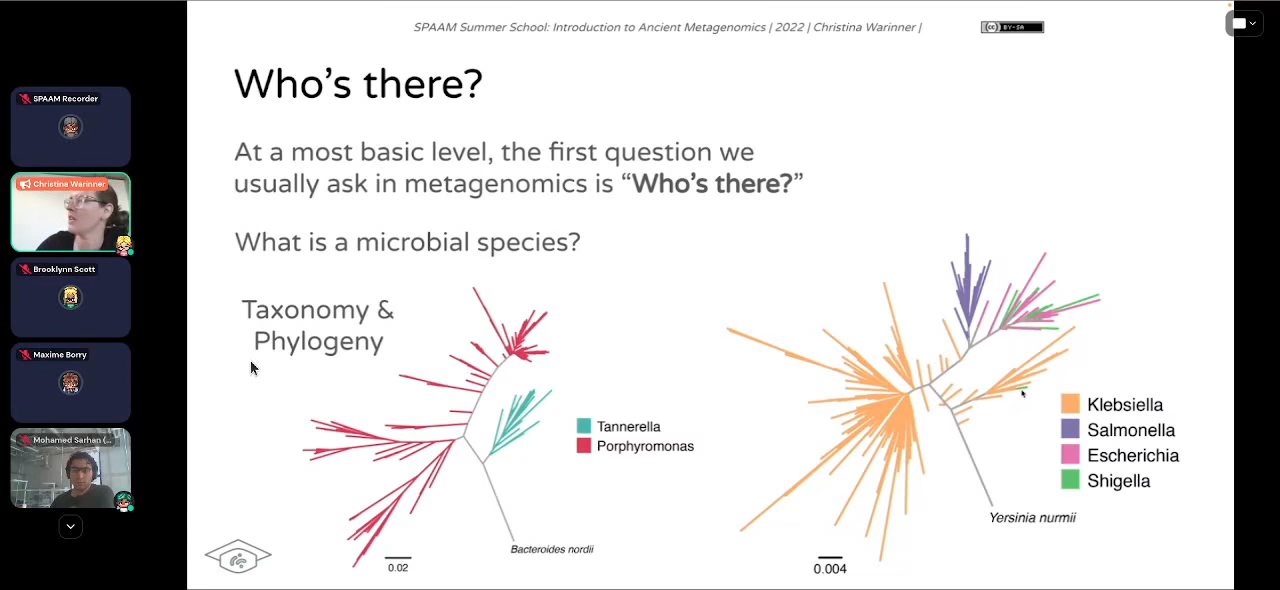 SPAAM Summer School: Introduction to Ancient Metagenomics | 2022 | Christina Warinner |
(cc) BY-SA
SPAAM Recorder
Christina Warinner
Brooklynn Scott
Maxime Borry
Mohamed Sarhan (...
Who's there?
At a most basic level, the first question we
usually ask in metagenomics is “Who's there?”
What is a microbial species?
Taxonomy &
Phylogeny
Tannerella
Porphyromonas
Bacteroides nordii
0.02
Klebsiella
Salmonella
Escherichia
Shigella
Yersinia nurmii
0.004